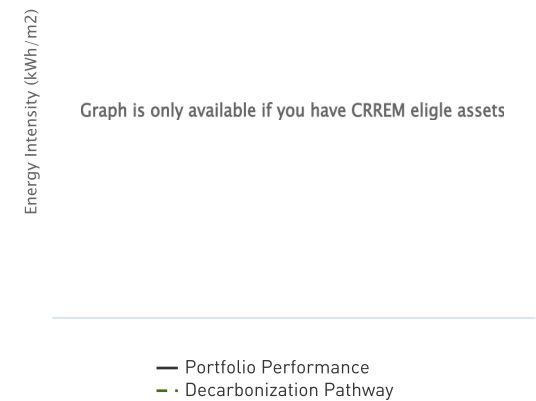 Energy Intensity (kWh/m2)
Graph is only available if you have CRREM eligle assets
Portfolio Performance
Decarbonization Pathway